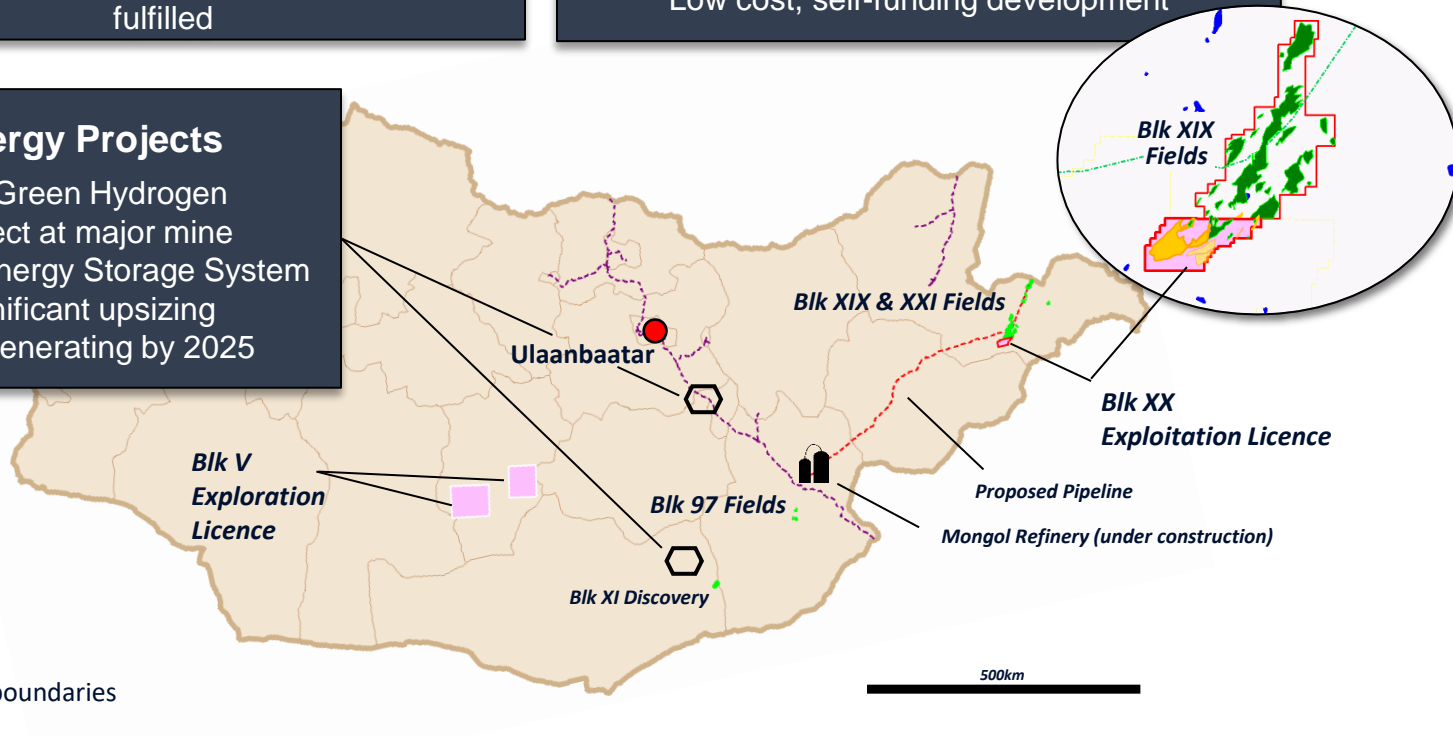 fulfilled
Low cost, self-funding development
ergy Projects
Green Hydrogen
ect at major mine
nergy Storage System
nificant upsizing
enerating by 2025
Blk XIX
Fields
Blk XIX & XXI Fields
Ulaanbaatar
Blk XX
Exploitation Licence
Blk V
Exploration
Licence
Blk 97 Fields
Proposed Pipeline
Mongol Refinery (under construction)
Blk XI Discovery
500km
oundaries